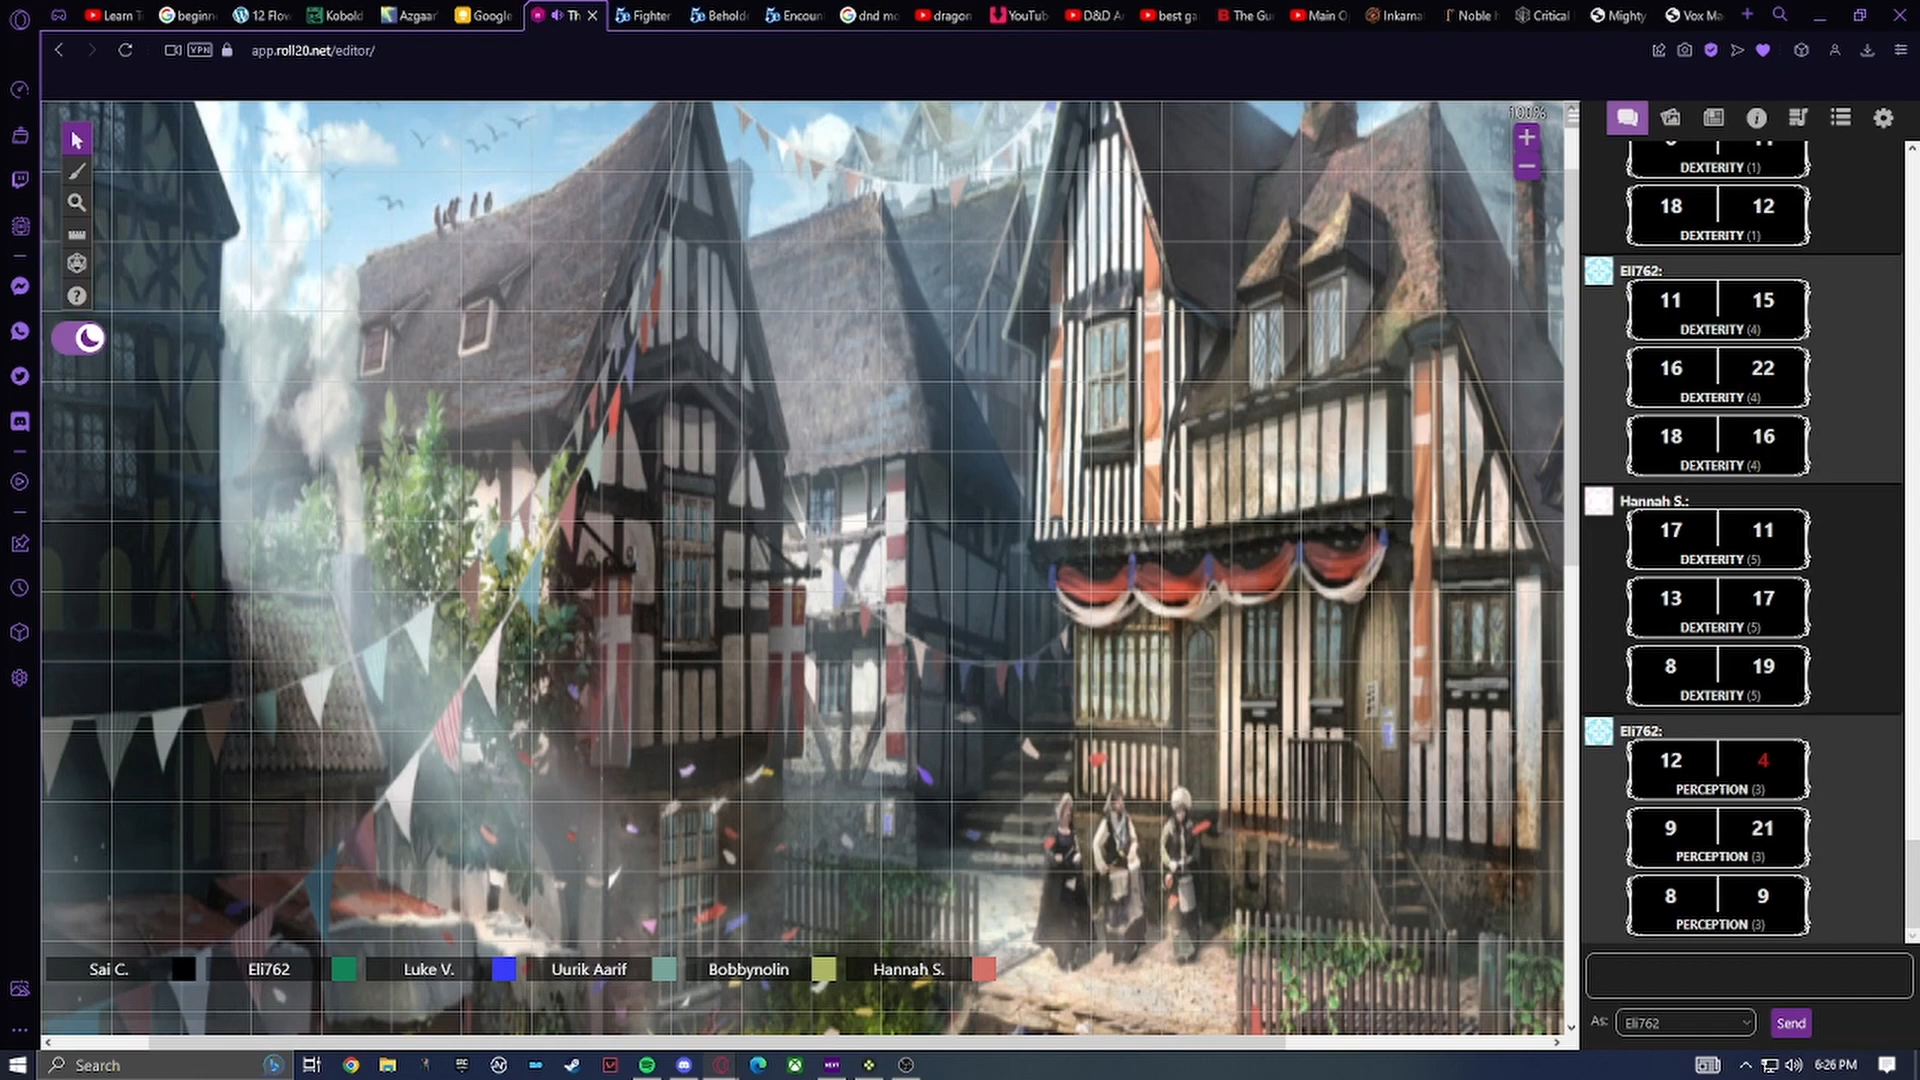 Learn T
beginn
12 Flow
Kobold
Azgaar
Google
Th
Fighter
Behold
Encoun
dnd mo
dragon
YouTub
D&D A
best ga
The Gu
Main O
Inkarna
Noble h
Critical
Mighty
Vox Ma
VPN
app.roll20.net/editor/
100%
DEXTERITY (1)
18 12
DEXTERITY (1)
Eli762:
11 15
DEXTERITY (4)
16 22
DEXTERITY (4)
18 16
DEXTERITY (4)
Hannah S.:
17 11
DEXTERITY (5)
13 17
DEXTERITY (5)
8 19
DEXTERITY (5)
Eli762:
12 4
PERCEPTION (3)
9 21
PERCEPTION (3)
8 9
PERCEPTION (3)
Sai C.
Eli762
Luke V.
Uurik Aarif
Bobbynolin
Hannah S.
As:
Eli762
Send
Search
6:26 PM